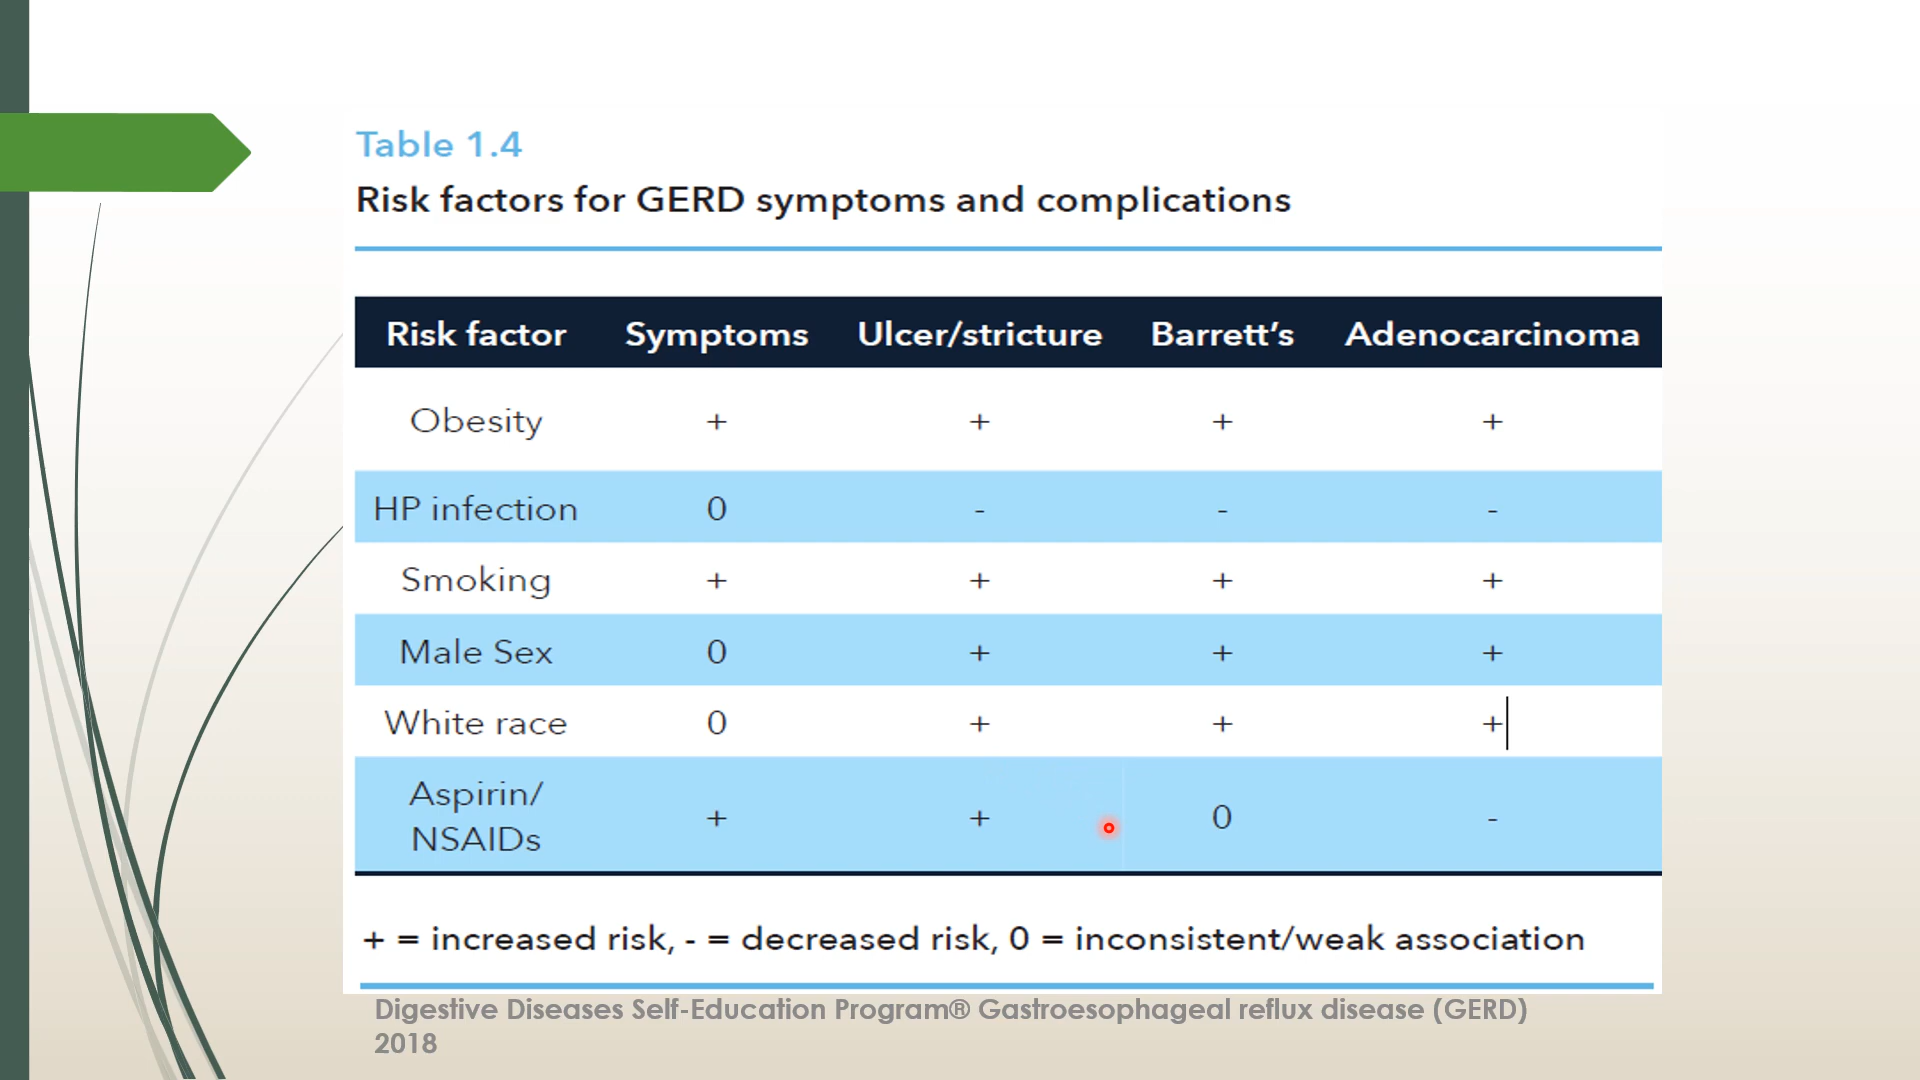 Table 1.4
Risk factors for GERD symptoms and complications
Risk factor Symptoms Ulcer/stricture Barrett’s Adenocarcinoma
Obesity + + + +
HP infection 0 - - -
Smoking + + + +
Male Sex 0 + + +
White race 0 + + +
Aspirin/
NSAIDs + + 0 -
+ = increased risk, - = decreased risk, 0 = inconsistent/weak association
Digestive Diseases Self-Education Program® Gastroesophageal reflux disease (GERD)
2018